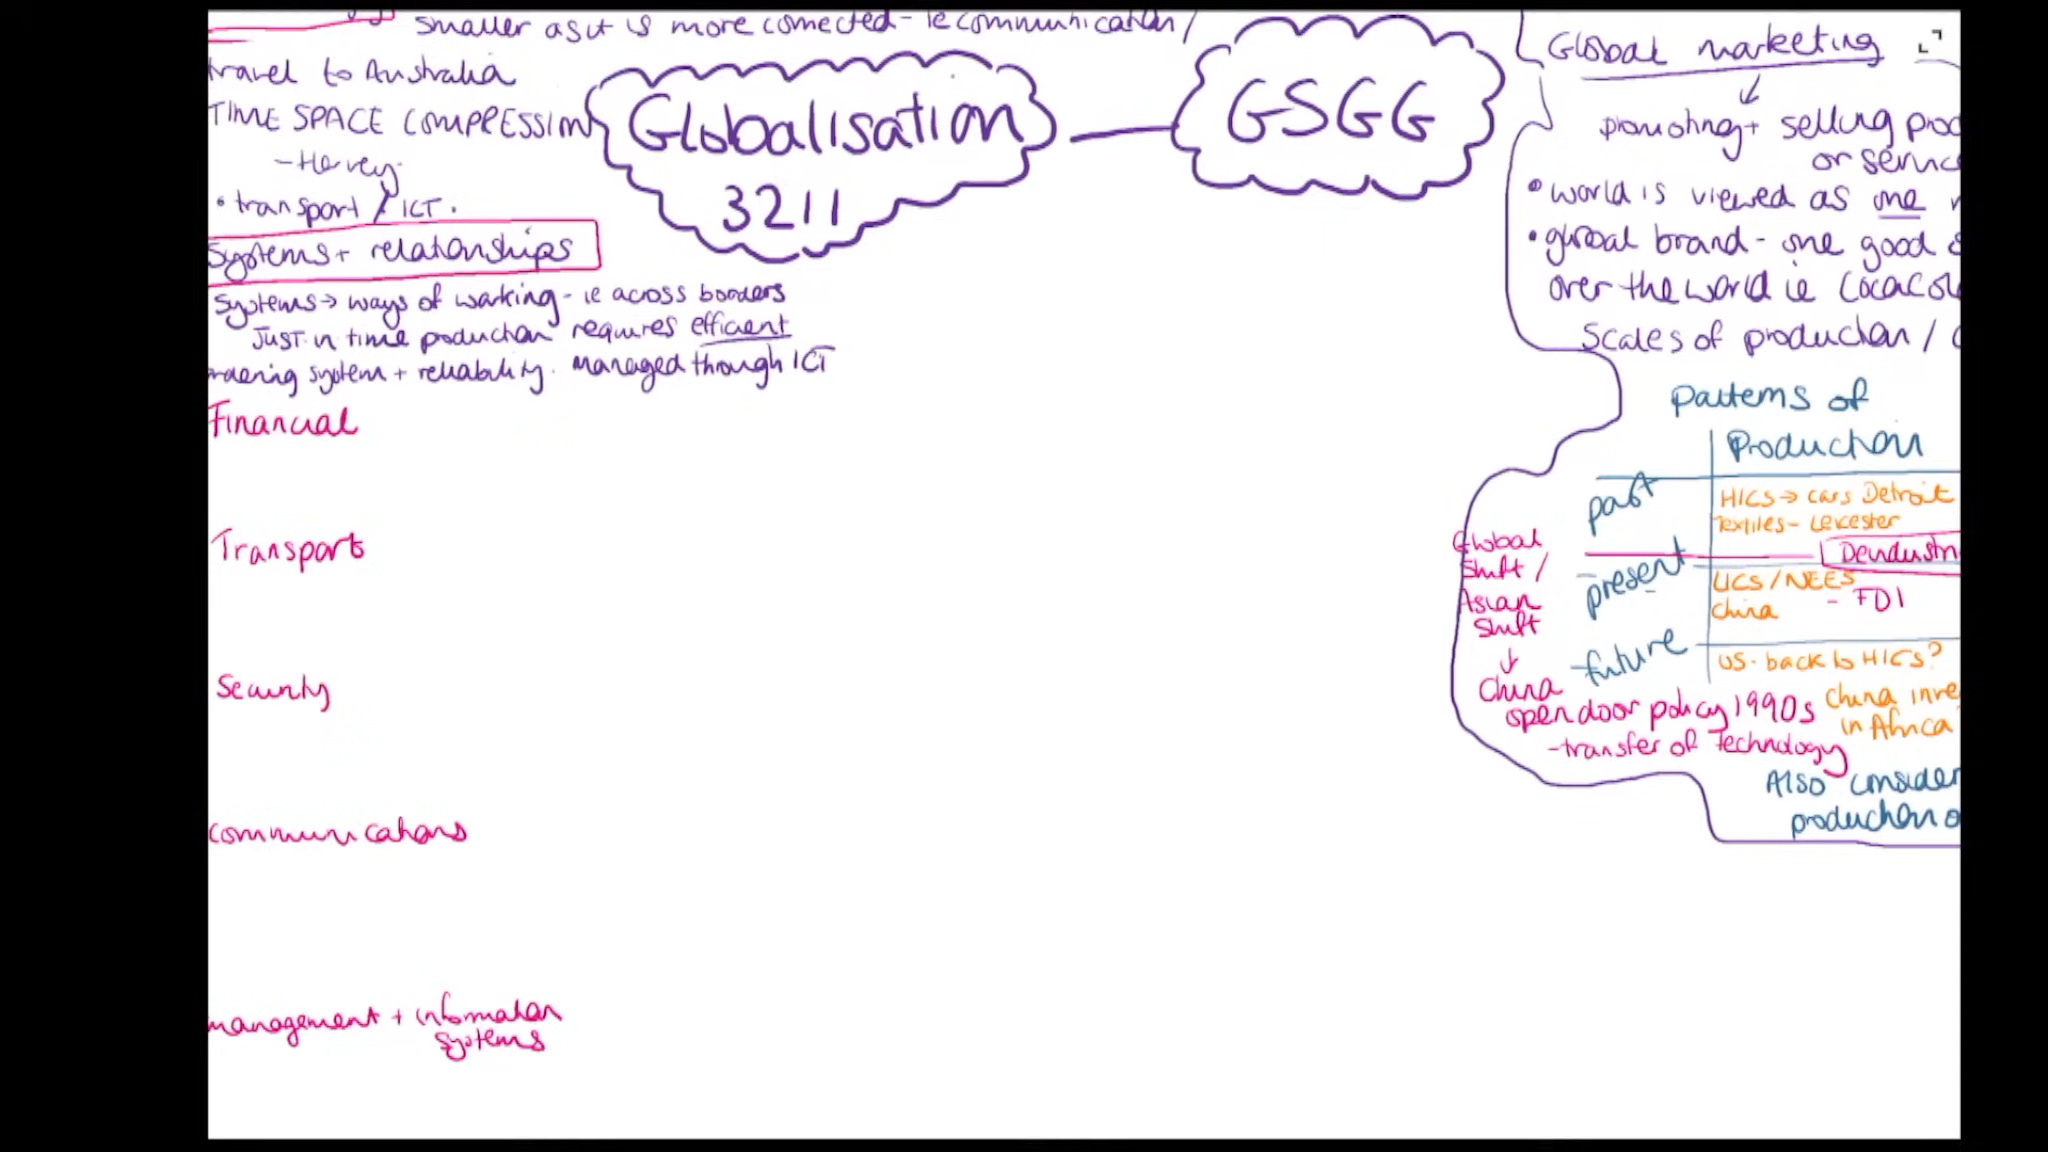 smaller as it is more connected - ie communication /
travel to Australia
TIME SPACE COMPRESSION
- Harvey.
• transport / ICT.
Systems + relationships
Systems → ways of working - ie across borders
Just in time production requires efficient
ordering system + reliability. managed through ICT
Financial
Transport
Security
communications
management + information
systems
Globalisation
3211
GSGG
Global marketing
promoting + selling prod
or servic
• world is viewed as one
• global brand - one good
over the world ie Cocacol
Scales of production /
patterns of
Production
past
HICS → cars Detroit
Textiles - Leicester
Deindustri
present
LICS / NEES
China
- FDI
future
US - back to HICS?
China inve
in Africa
Global
shift /
Asian
shift
↓
China
open door policy 1990s
- transfer of technology
Also consider
production o